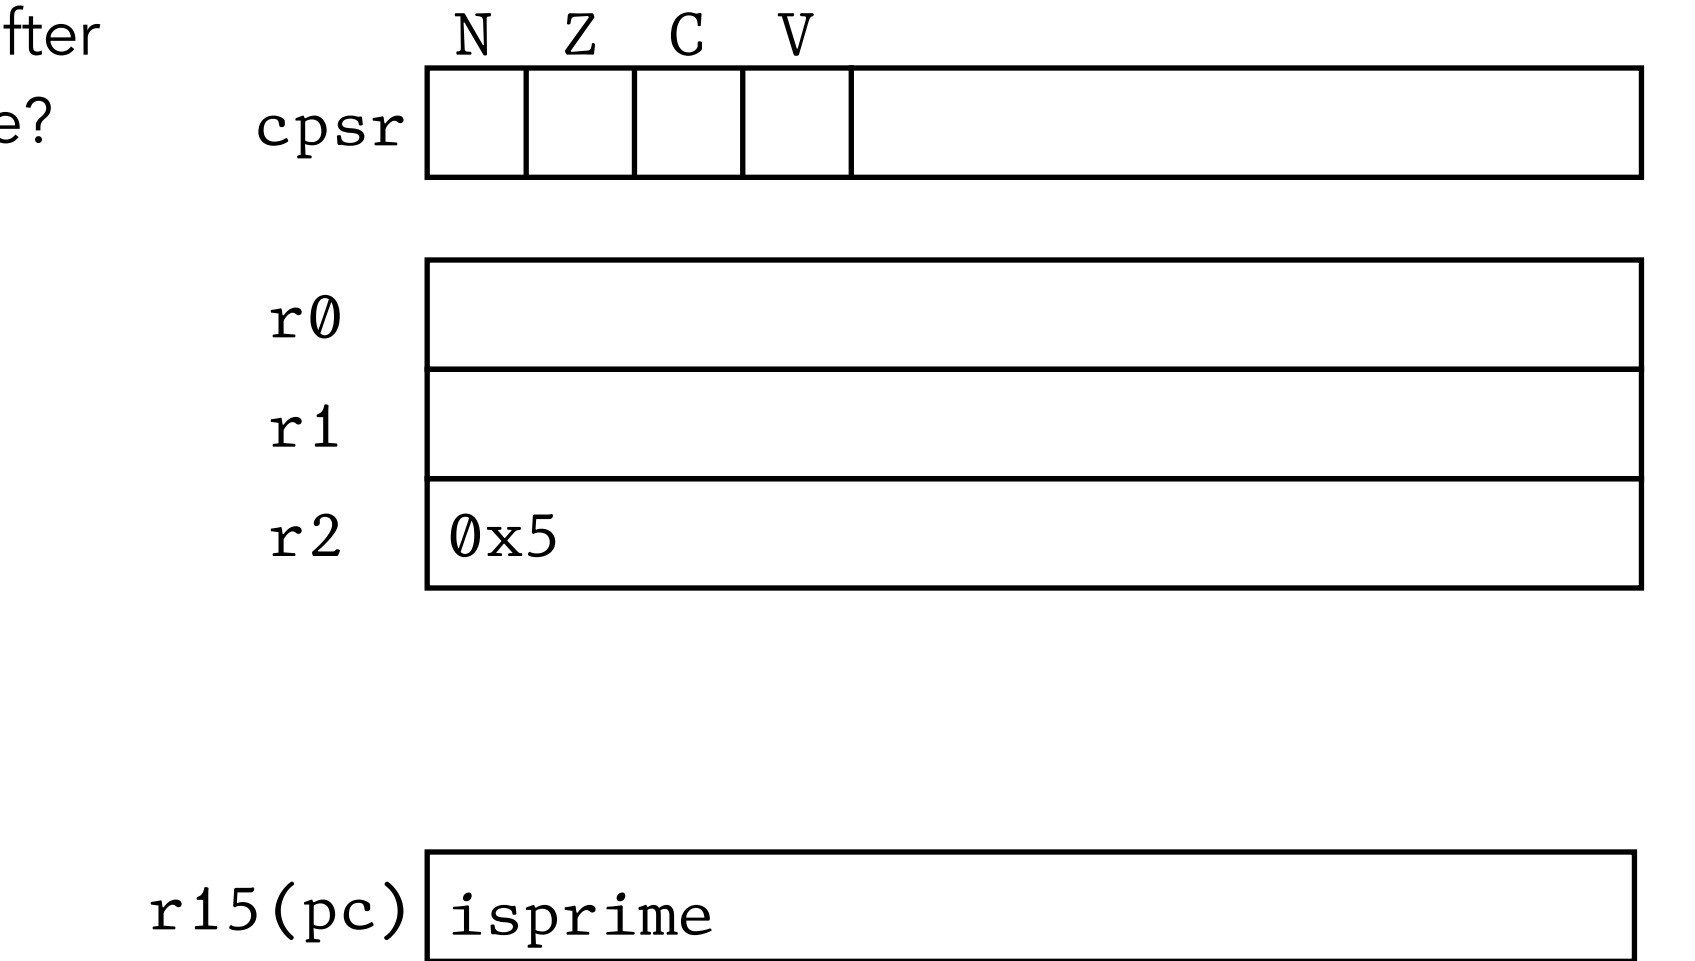 fter
N Z C V
e?
cpsr
r0
r1
r2 0x5
r15(pc) isprime